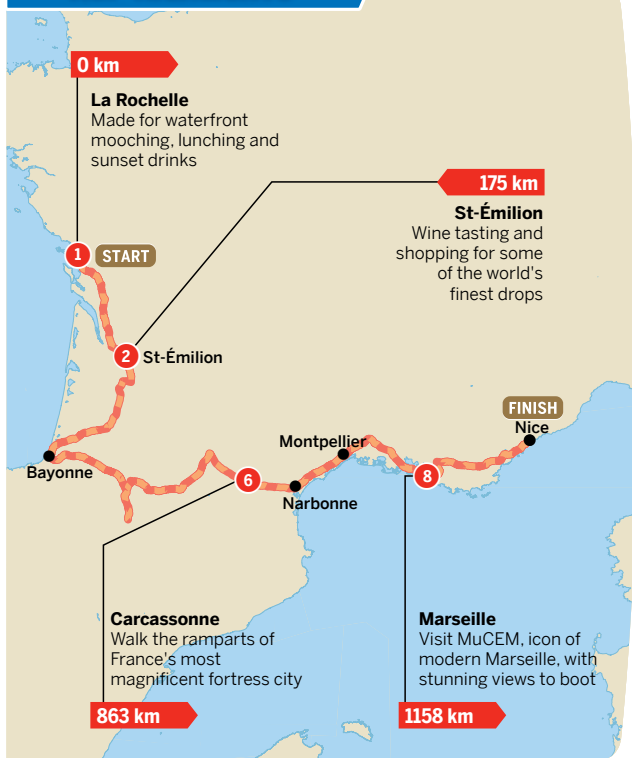 0 km
La Rochelle
Made for waterfront
mooching, lunching and
sunset drinks
175 km
St-Émilion
Wine tasting and
shopping for some
of the world's
finest drops
1
START
2
St-Émilion
FINISH
Nice
Montpellier
Bayonne
6
8
Narbonne
Carcassonne
Walk the ramparts of
France's most
magnificent fortress city
863 km
Marseille
Visit MuCEM, icon of
modern Marseille, with
stunning views to boot
1158 km